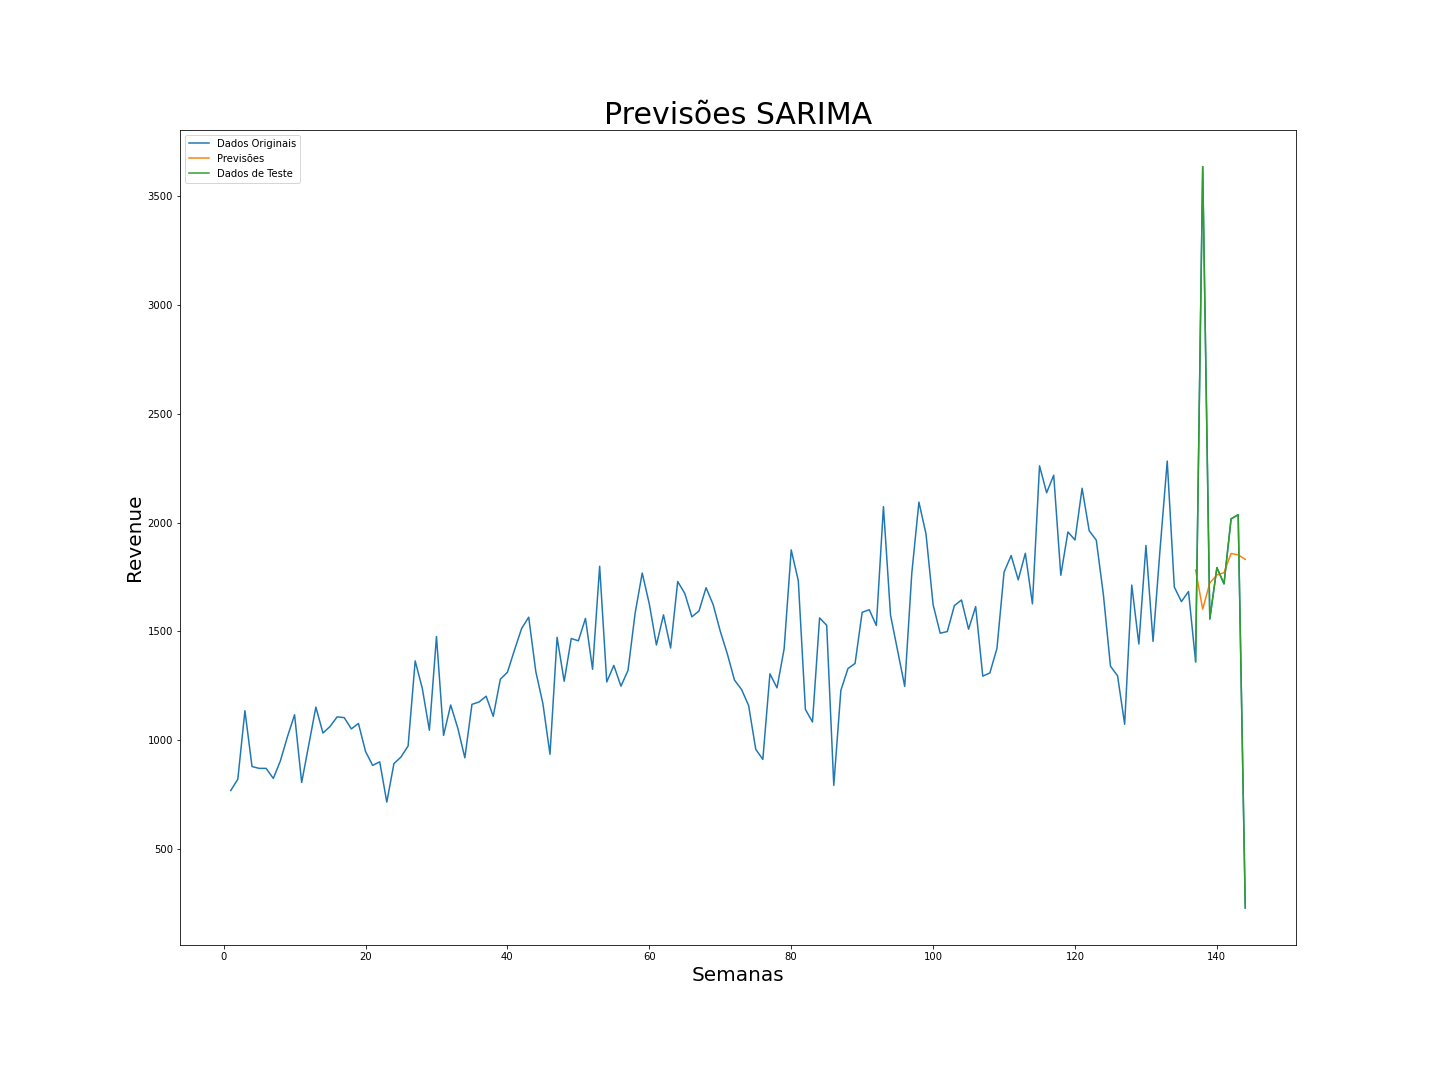 Previsões SARIMA
Dados Originais
Previsões
Dados de Teste
3500
3000
2500
2000
1500
1000
500
Revenue
0 20 40 60 80 100 120 140
Semanas